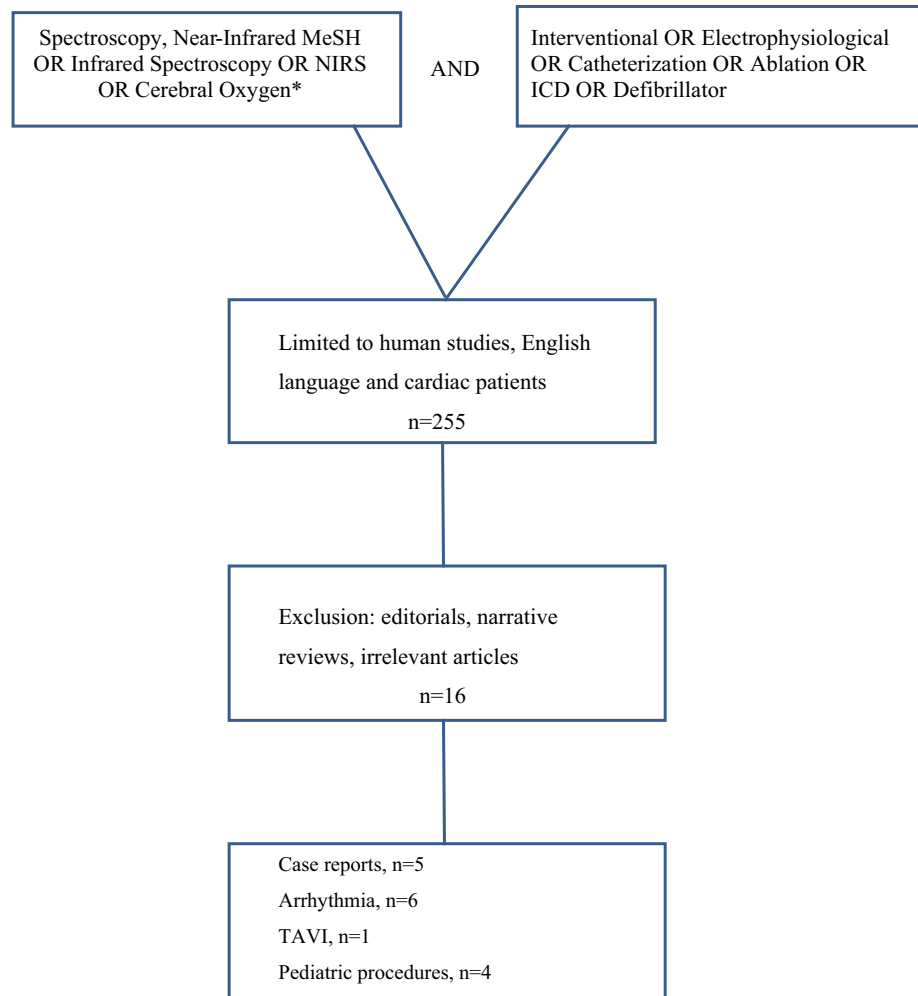 Spectroscopy, Near-Infrared MeSH
OR Infrared Spectroscopy OR NIRS
OR Cerebral Oxygen*
AND
Interventional OR Electrophysiological
OR Catheterization OR Ablation OR
ICD OR Defibrillator
Limited to human studies, English
language and cardiac patients
n=255
Exclusion: editorials, narrative
reviews, irrelevant articles
n=16
Case reports, n=5
Arrhythmia, n=6
TAVI, n=1
Pediatric procedures, n=4